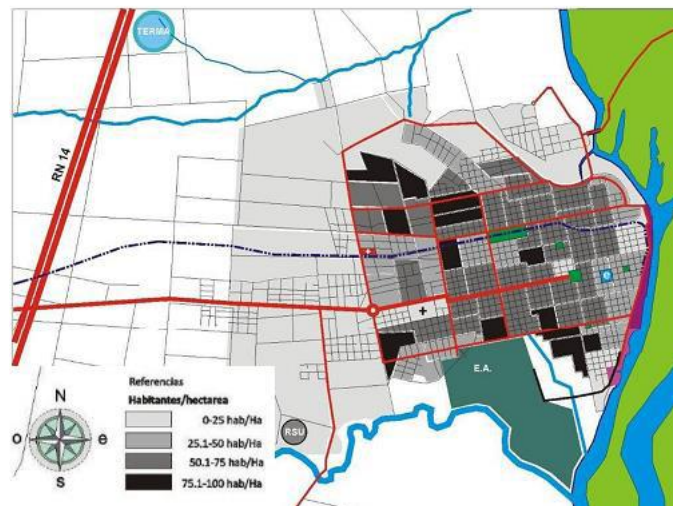 TERMA
RN 14
E.A.
e
Referencias
Habitantes/hectarea
0-25 hab/Ha
25.1-50 hab/Ha
50.1-75 hab/Ha
75.1-100 hab/Ha
N
o
e
s
RSU